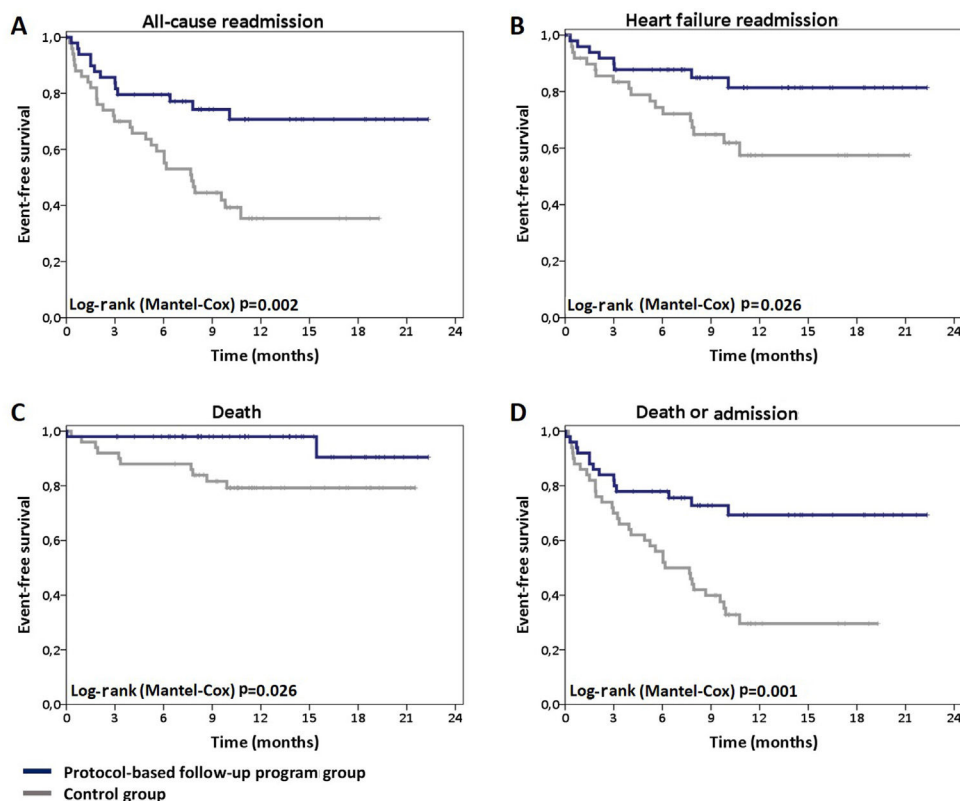 A
All-cause readmission
Event-free survival
1,0
0,8
0,6
0,4
0,2
0,0
Log-rank (Mantel-Cox) p=0.002
0 3 6 9 12 15 18 21 24
Time (months)
B
Heart failure readmission
Event-free survival
1,0
0,8
0,6
0,4
0,2
0,0
Log-rank (Mantel-Cox) p=0.026
0 3 6 9 12 15 18 21 24
Time (months)
C
Death
Event-free survival
1,0
0,8
0,6
0,4
0,2
0,0
Log-rank (Mantel-Cox) p=0.026
0 3 6 9 12 15 18 21 24
Time (months)
D
Death or admission
Event-free survival
1,0
0,8
0,6
0,4
0,2
0,0
Log-rank (Mantel-Cox) p=0.001
0 3 6 9 12 15 18 21 24
Time (months)
Protocol-based follow-up program group
Control group